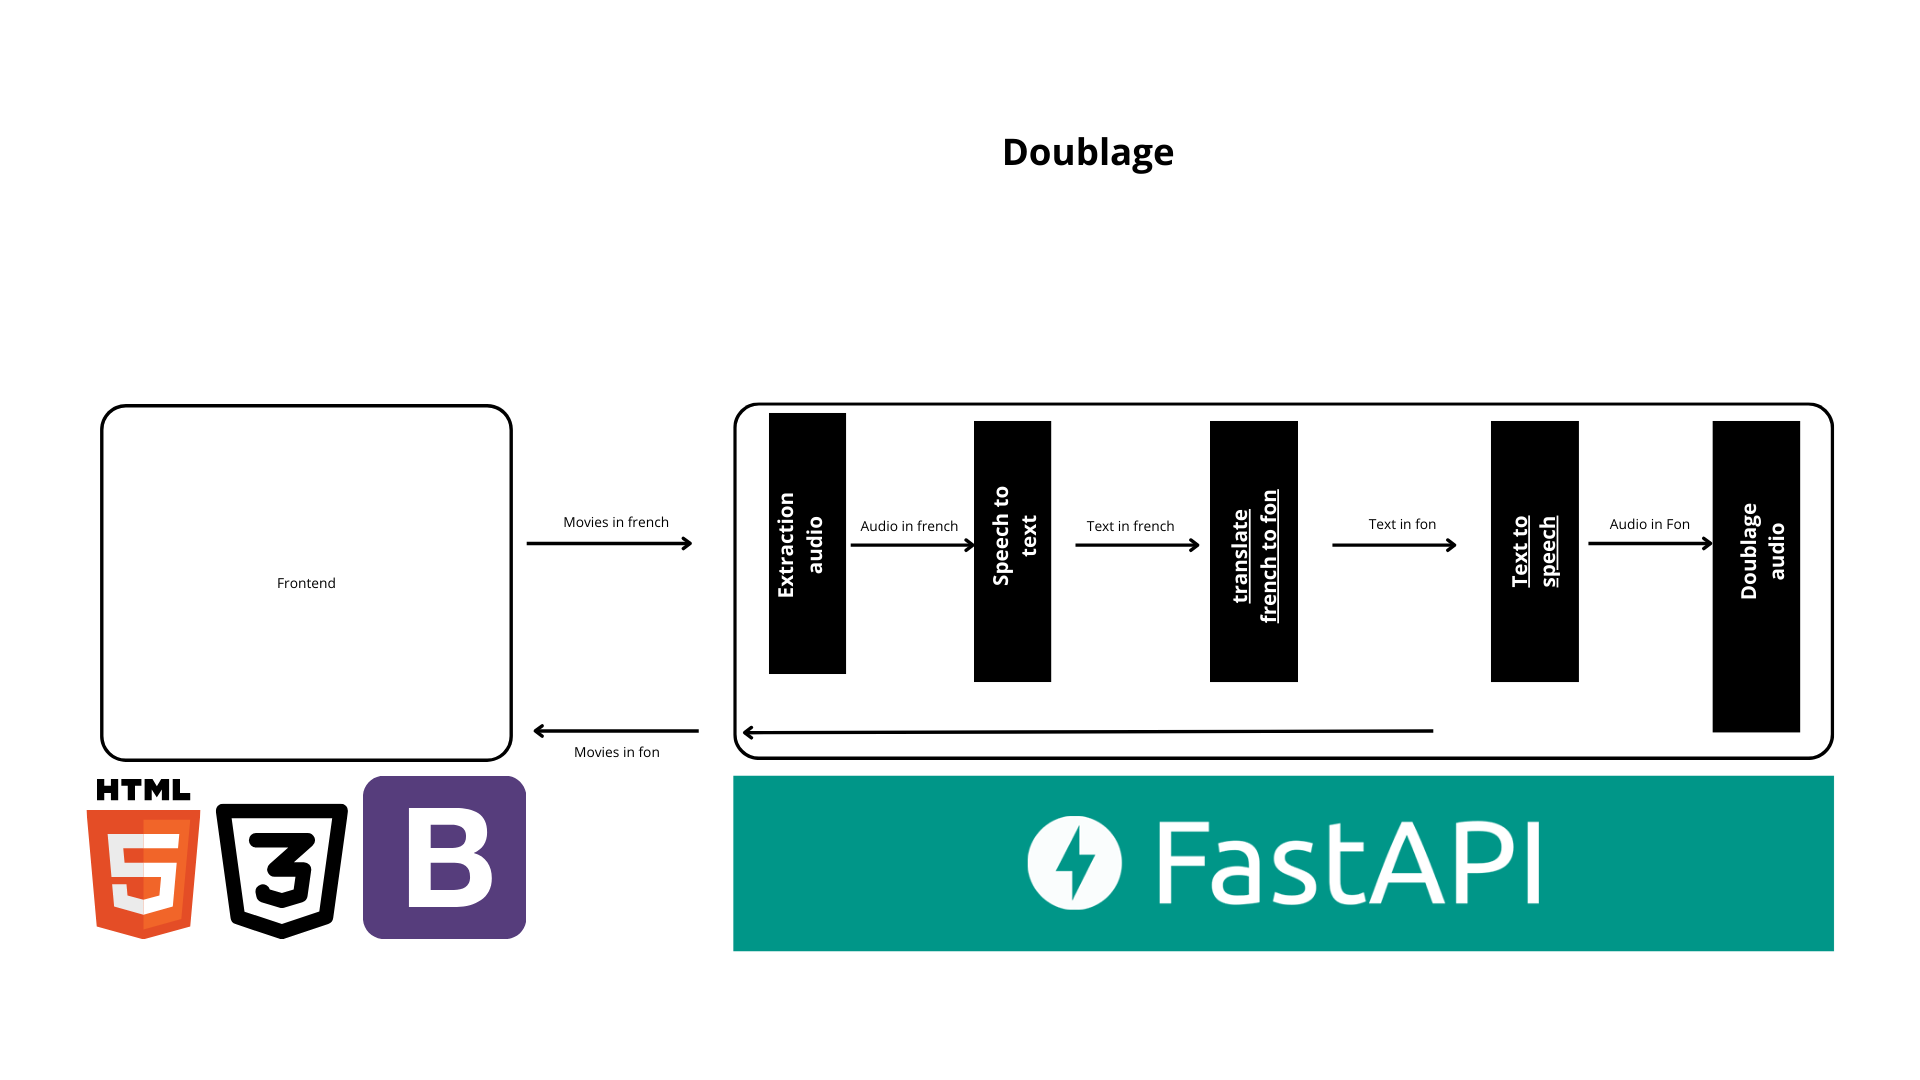 Doublage
Frontend
Movies in french
Movies in fon
Extraction
audio
Audio in french
Speech to
text
Text in french
translate
french to fon
Text in fon
Text to
speech
Audio in Fon
Doublage
audio
HTML
5
3
B
FastAPI